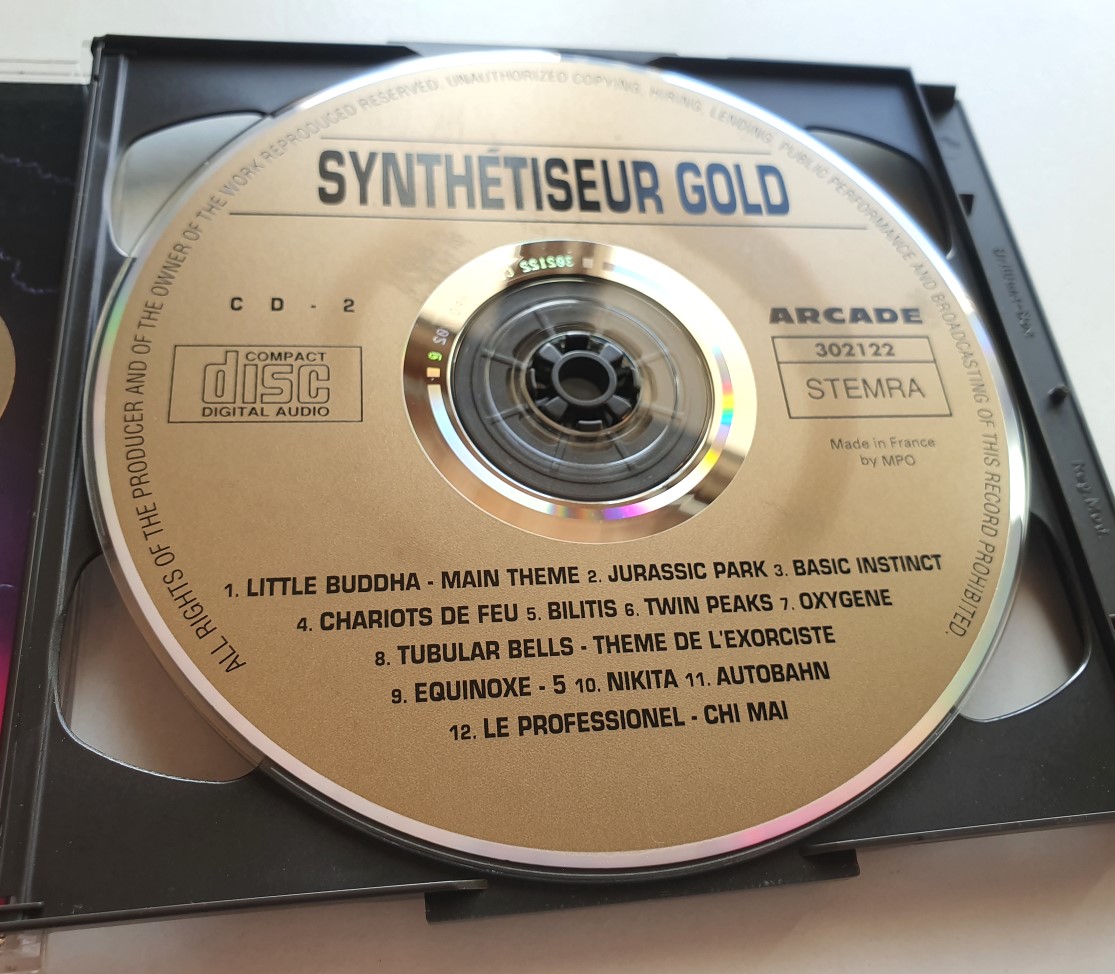 ALL RIGHTS OF THE PRODUCER AND OF THE OWNER OF THE WORK REPRODUCED RESERVED. UNAUTHORIZED COPYING, HIRING, LENDING, PUBLIC PERFORMANCE AND BROADCASTING OF THIS RECORD PROHIBITED.
SYNTHÉTISEUR GOLD
CD-2
COMPACT
disc
DIGITAL AUDIO
ARCADE
302122
STEMRA
Made in France
by MPO
302122
1. LITTLE BUDDHA - MAIN THEME 2. JURASSIC PARK 3. BASIC INSTINCT
4. CHARIOTS DE FEU 5. BILITIS 6. TWIN PEAKS 7. OXYGENE
8. TUBULAR BELLS - THEME DE L'EXORCISTE
9. EQUINOXE - 5 10. NIKITA 11. AUTOBAHN
12. LE PROFESSIONEL - CHI MAI